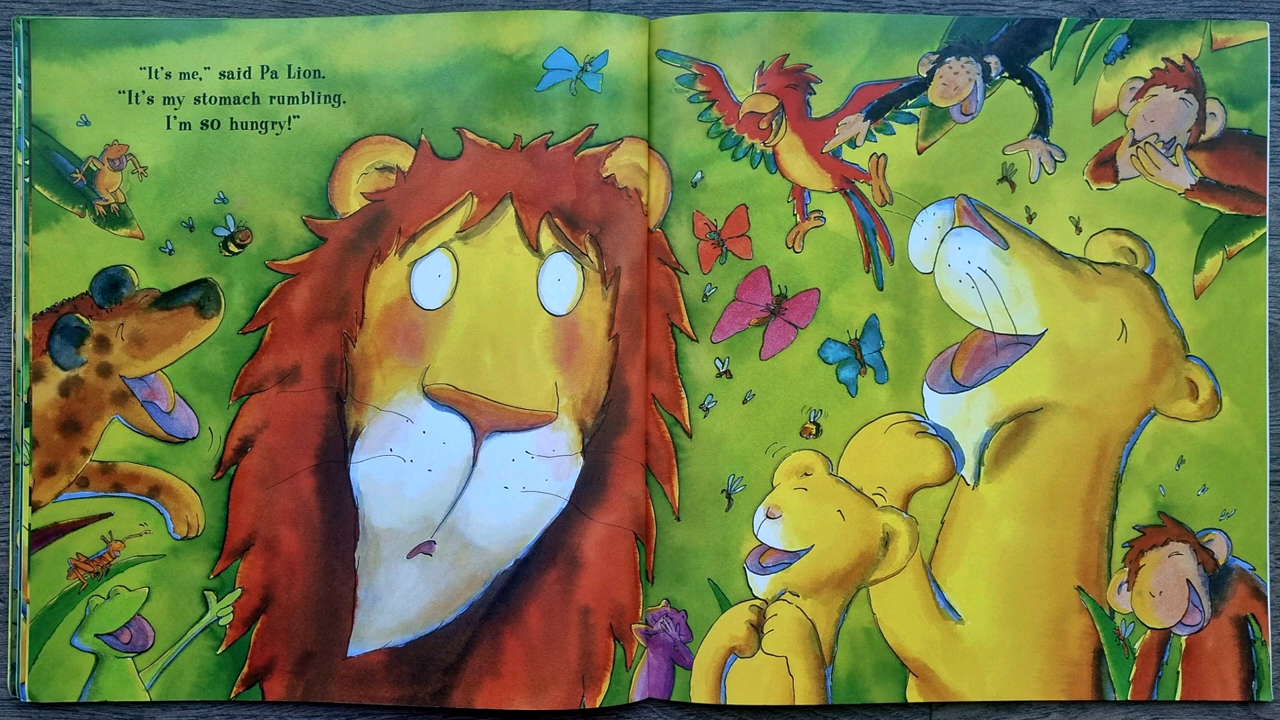 "It's me," said Pa Lion.
"It's my stomach rumbling.
I'm so hungry!"